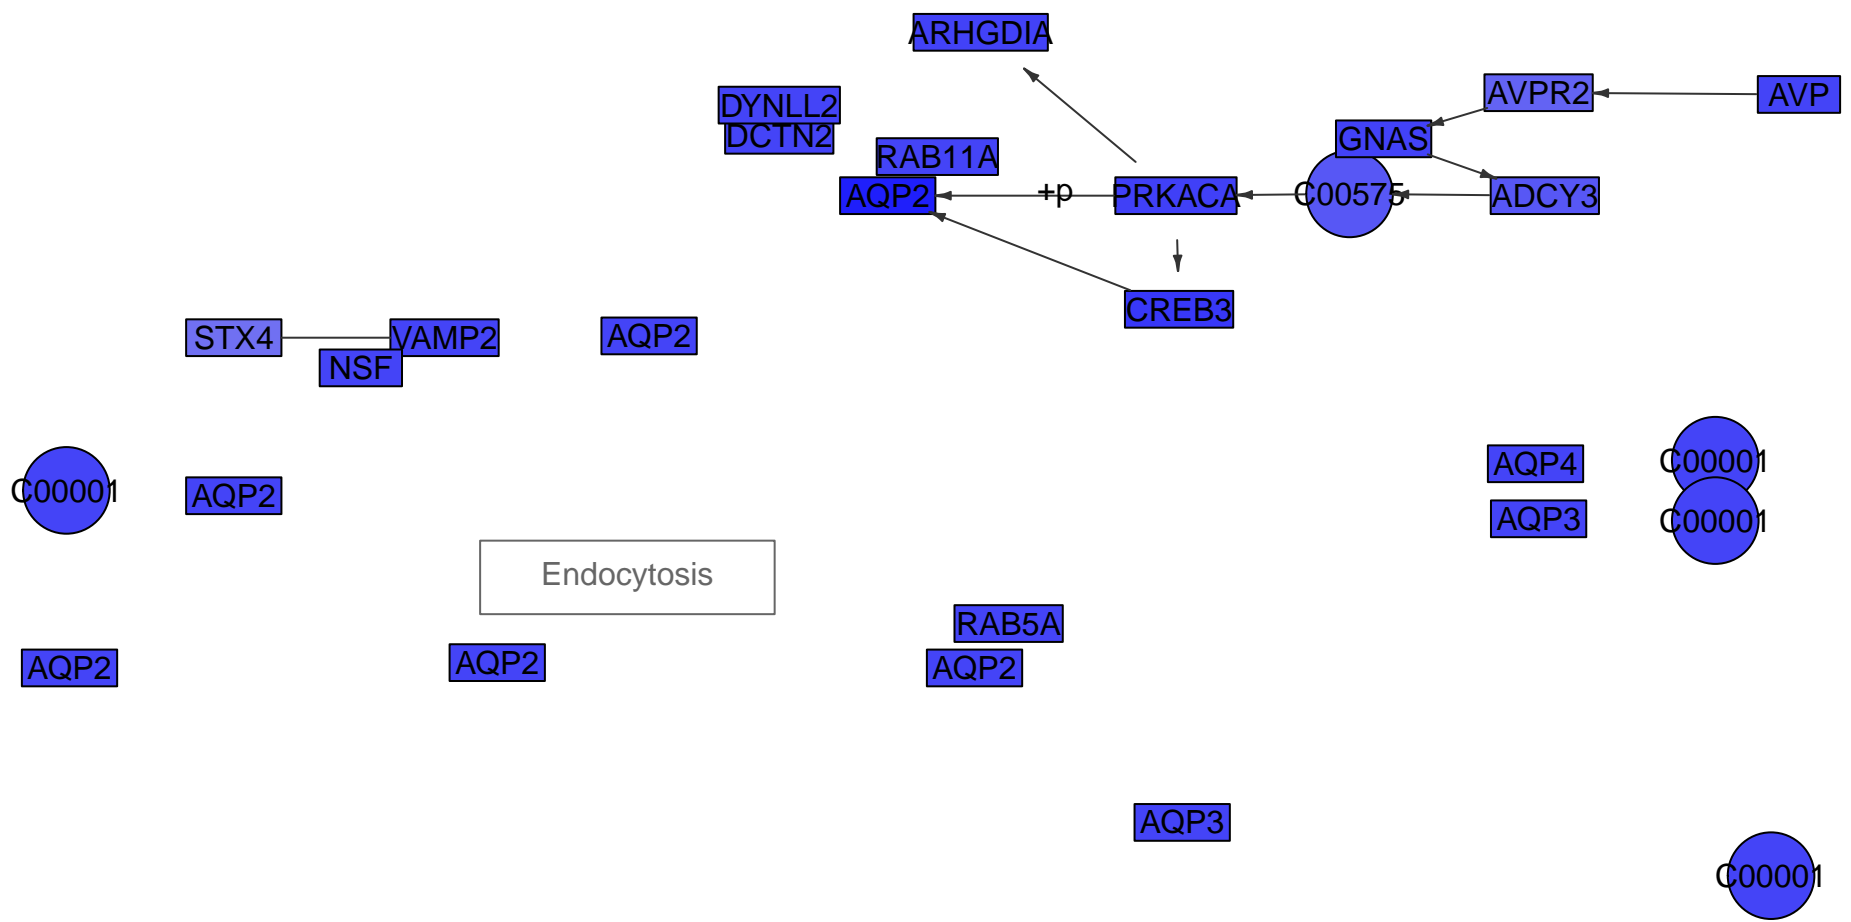 ARHGDIA
DYNLL2
AVPR2
AVP
DCTN2
GNAS
RAB11A
AQP2
+p
PRKACA
C00575
ADCY3
CREB3
STX4
VAMP2
AQP2
NSF
C00001
AQP2
AQP4
C00001
AQP3
C00001
Endocytosis
RAB5A
AQP2
AQP2
AQP2
AQP3
C00001